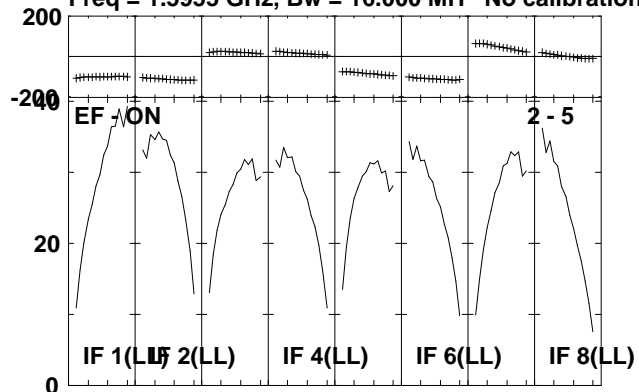 Freq = 1.5955 GHz, Bw = 16.000 MH No calibration
200
-200
40
EF - ON 2 - 5
20
IF 1(LL) IF 2(LL) IF 4(LL) IF 6(LL) IF 8(LL)
0